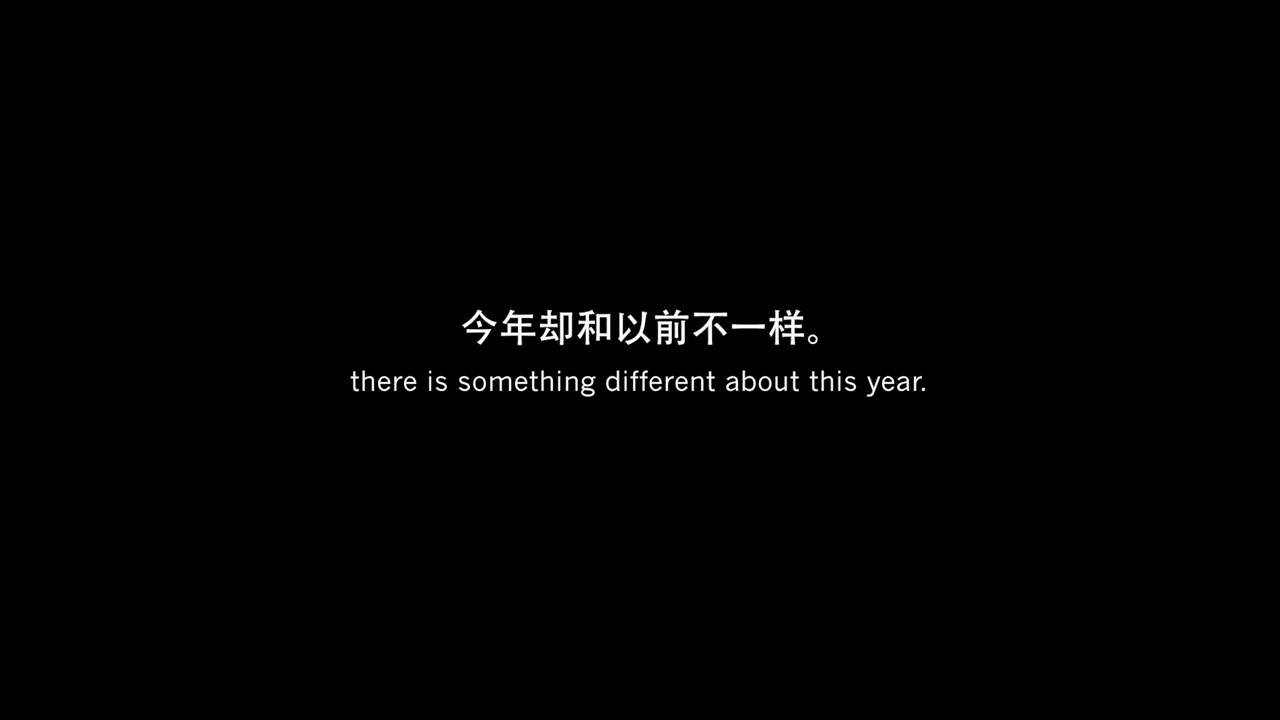 今年却和以前不一样。
there is something different about this year.